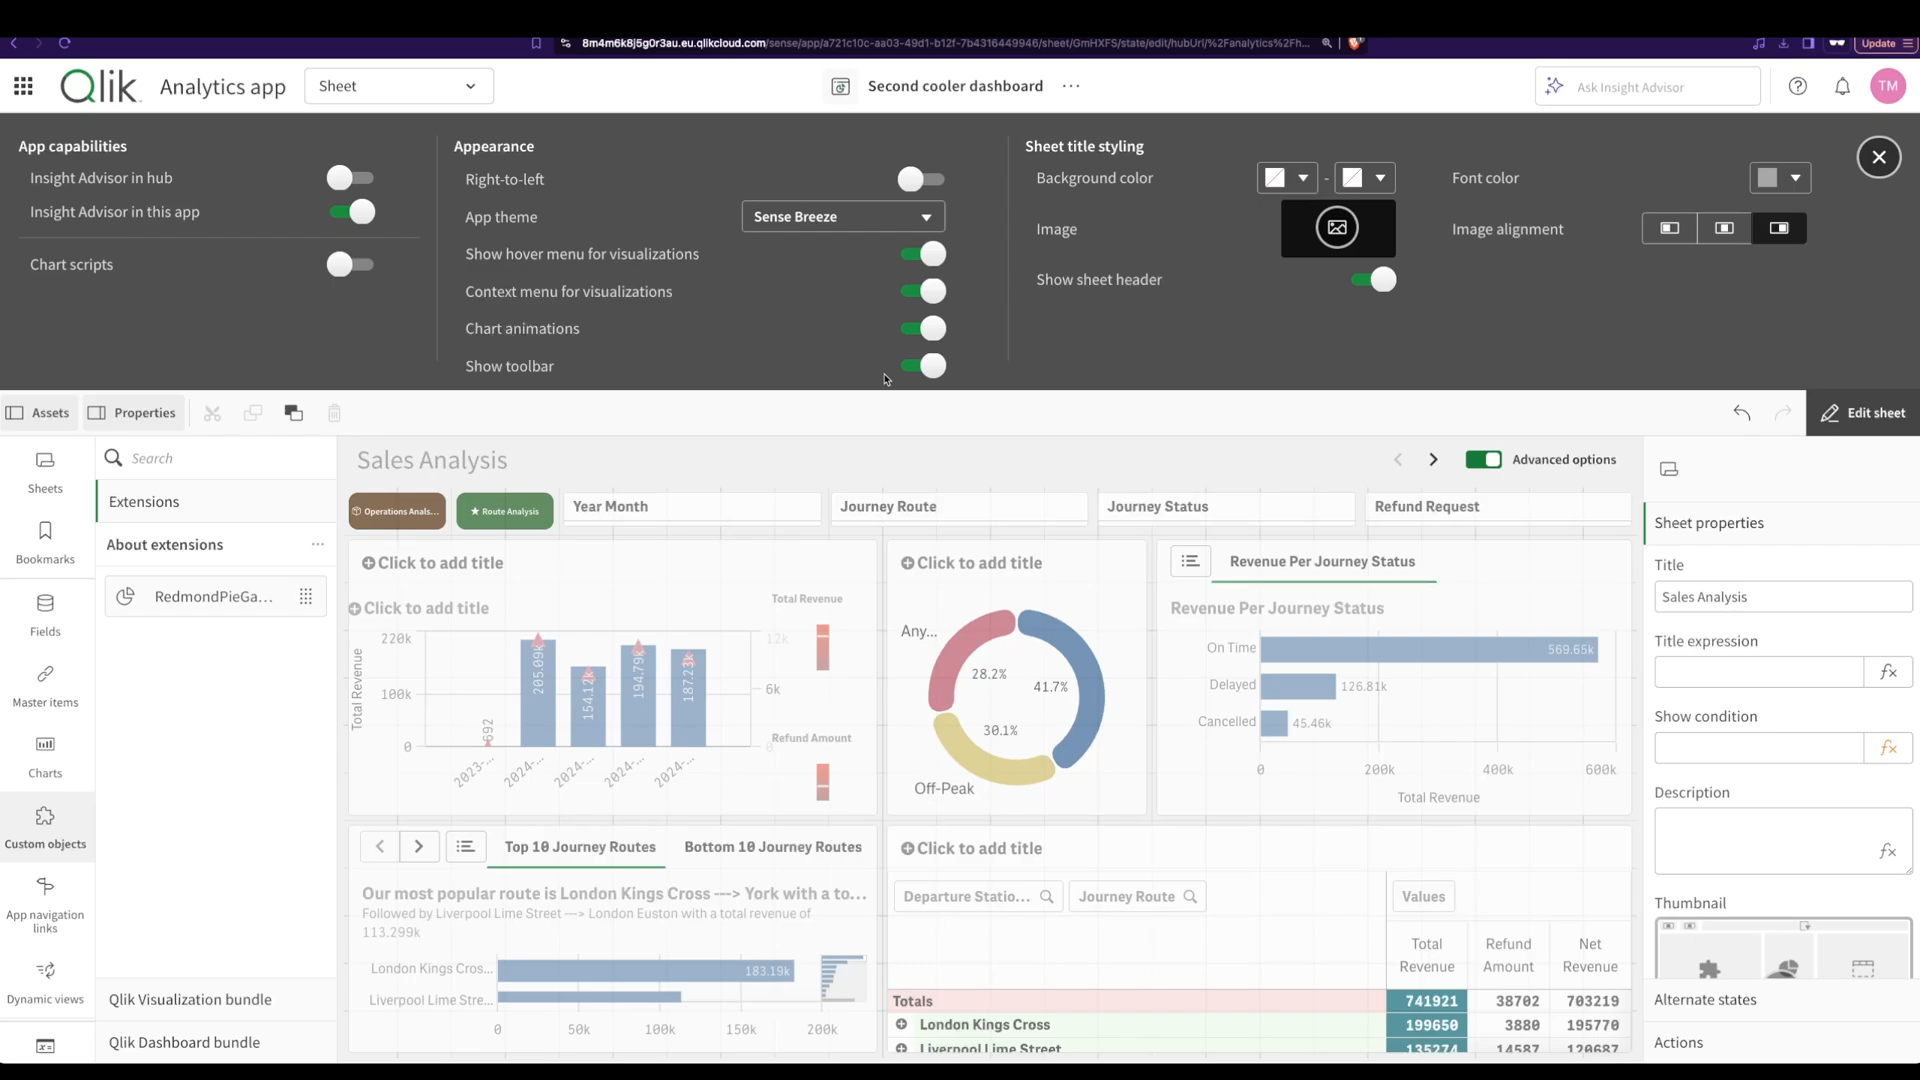 8m4m6k8j5g0r3au.eu.qlikcloud.com/sense/app/a721c10c-aa03-49d1-b12f-7b4316449946/sheet/GmHXFS/state/edit/hubUrl/%2Fanalytics%2Fh...
Update
Qlik
Analytics app
Sheet
Second cooler dashboard
Ask Insight Advisor
TM
App capabilities
Insight Advisor in hub
Insight Advisor in this app
Chart scripts
Appearance
Right-to-left
App theme
Sense Breeze
Show hover menu for visualizations
Context menu for visualizations
Chart animations
Show toolbar
Sheet title styling
Background color
-
Font color
Image
Image alignment
Show sheet header
Assets
Properties
Edit sheet
Sheets
Bookmarks
Fields
Master items
Charts
Custom objects
App navigation
links
Dynamic views
Search
Extensions
About extensions
RedmondPieGa...
Qlik Visualization bundle
Qlik Dashboard bundle
Sales Analysis
Advanced options
Operations Anals...
Route Analysis
Year Month
Journey Route
Journey Status
Refund Request
Click to add title
Click to add title
Total Revenue
220k
100k
0
Total Revenue
692
205.09k
154.12k
194.79k
187.23k
12k
6k
0
2023-...
2024-...
2024-...
2024-...
2024-...
Refund Amount
Click to add title
Any...
28.2%
41.7%
30.1%
Off-Peak
Revenue Per Journey Status
Revenue Per Journey Status
On Time
569.65k
Delayed
126.81k
Cancelled
45.46k
0
200k
400k
600k
Total Revenue
Top 10 Journey Routes
Bottom 10 Journey Routes
Our most popular route is London Kings Cross ---> York with a to...
Followed by Liverpool Lime Street ---> London Euston with a total revenue of
113.299k
London Kings Cros...
183.19k
Liverpool Lime Stre...
0
50k
100k
150k
200k
Click to add title
Departure Statio...
Journey Route
Values
Total Revenue
Refund Amount
Net Revenue
Totals
741921
38702
703219
London Kings Cross
199650
3880
195770
Liverpool Lime Street
135274
14587
120687
Sheet properties
Title
Sales Analysis
Title expression
fx
Show condition
fx
Description
fx
Thumbnail
Alternate states
Actions